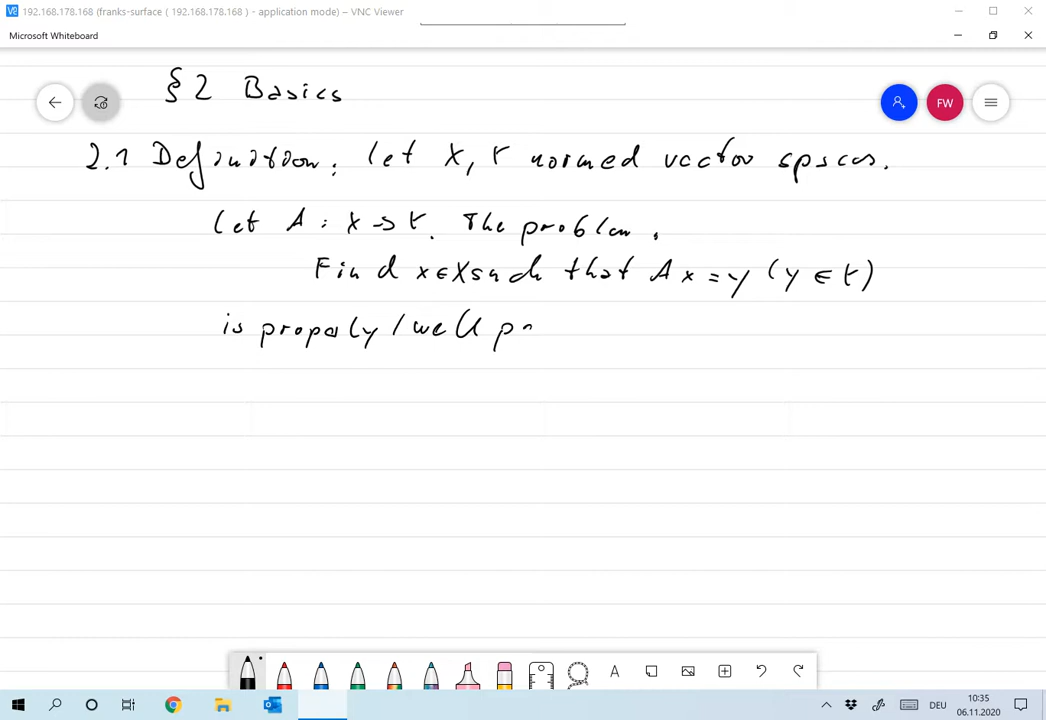 192.168.178.168 (franks-surface ( 192.168.178.168 ) - application mode) – VNC Viewer
Microsoft Whiteboard
§ 2 Basics
2.1 Definition: Let X, Y normed vector spaces.
Let A : X → Y. The problem:
Find x ∈ X such that Ax = y (y ∈ Y)
is properly / well po
FW
A
DEU
10:35
06.11.2020